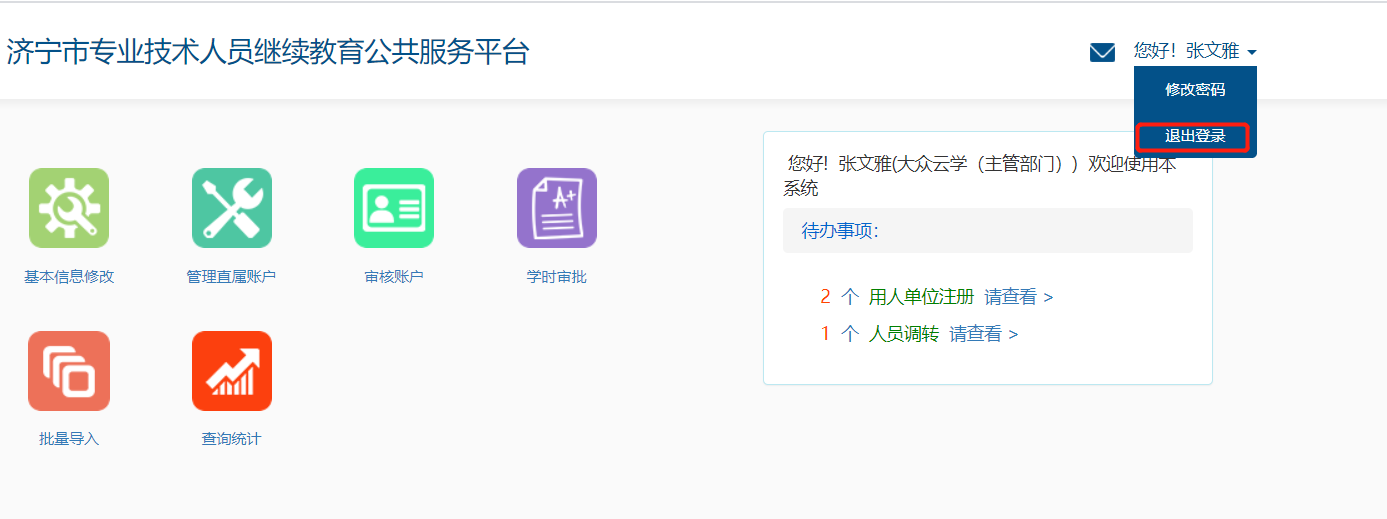 济宁市专业技术人员继续教育公共服务平台
您好！张文雅
修改密码
退出登录
您好！张文雅(大众云学（主管部门）) 欢迎使用本
系统
待办事项：
2 个 用人单位注册 请查看 >
1 个 人员调转 请查看 >
A+
基本信息修改
管理直属账户
审核账户
学时审批
批量导入
查询统计